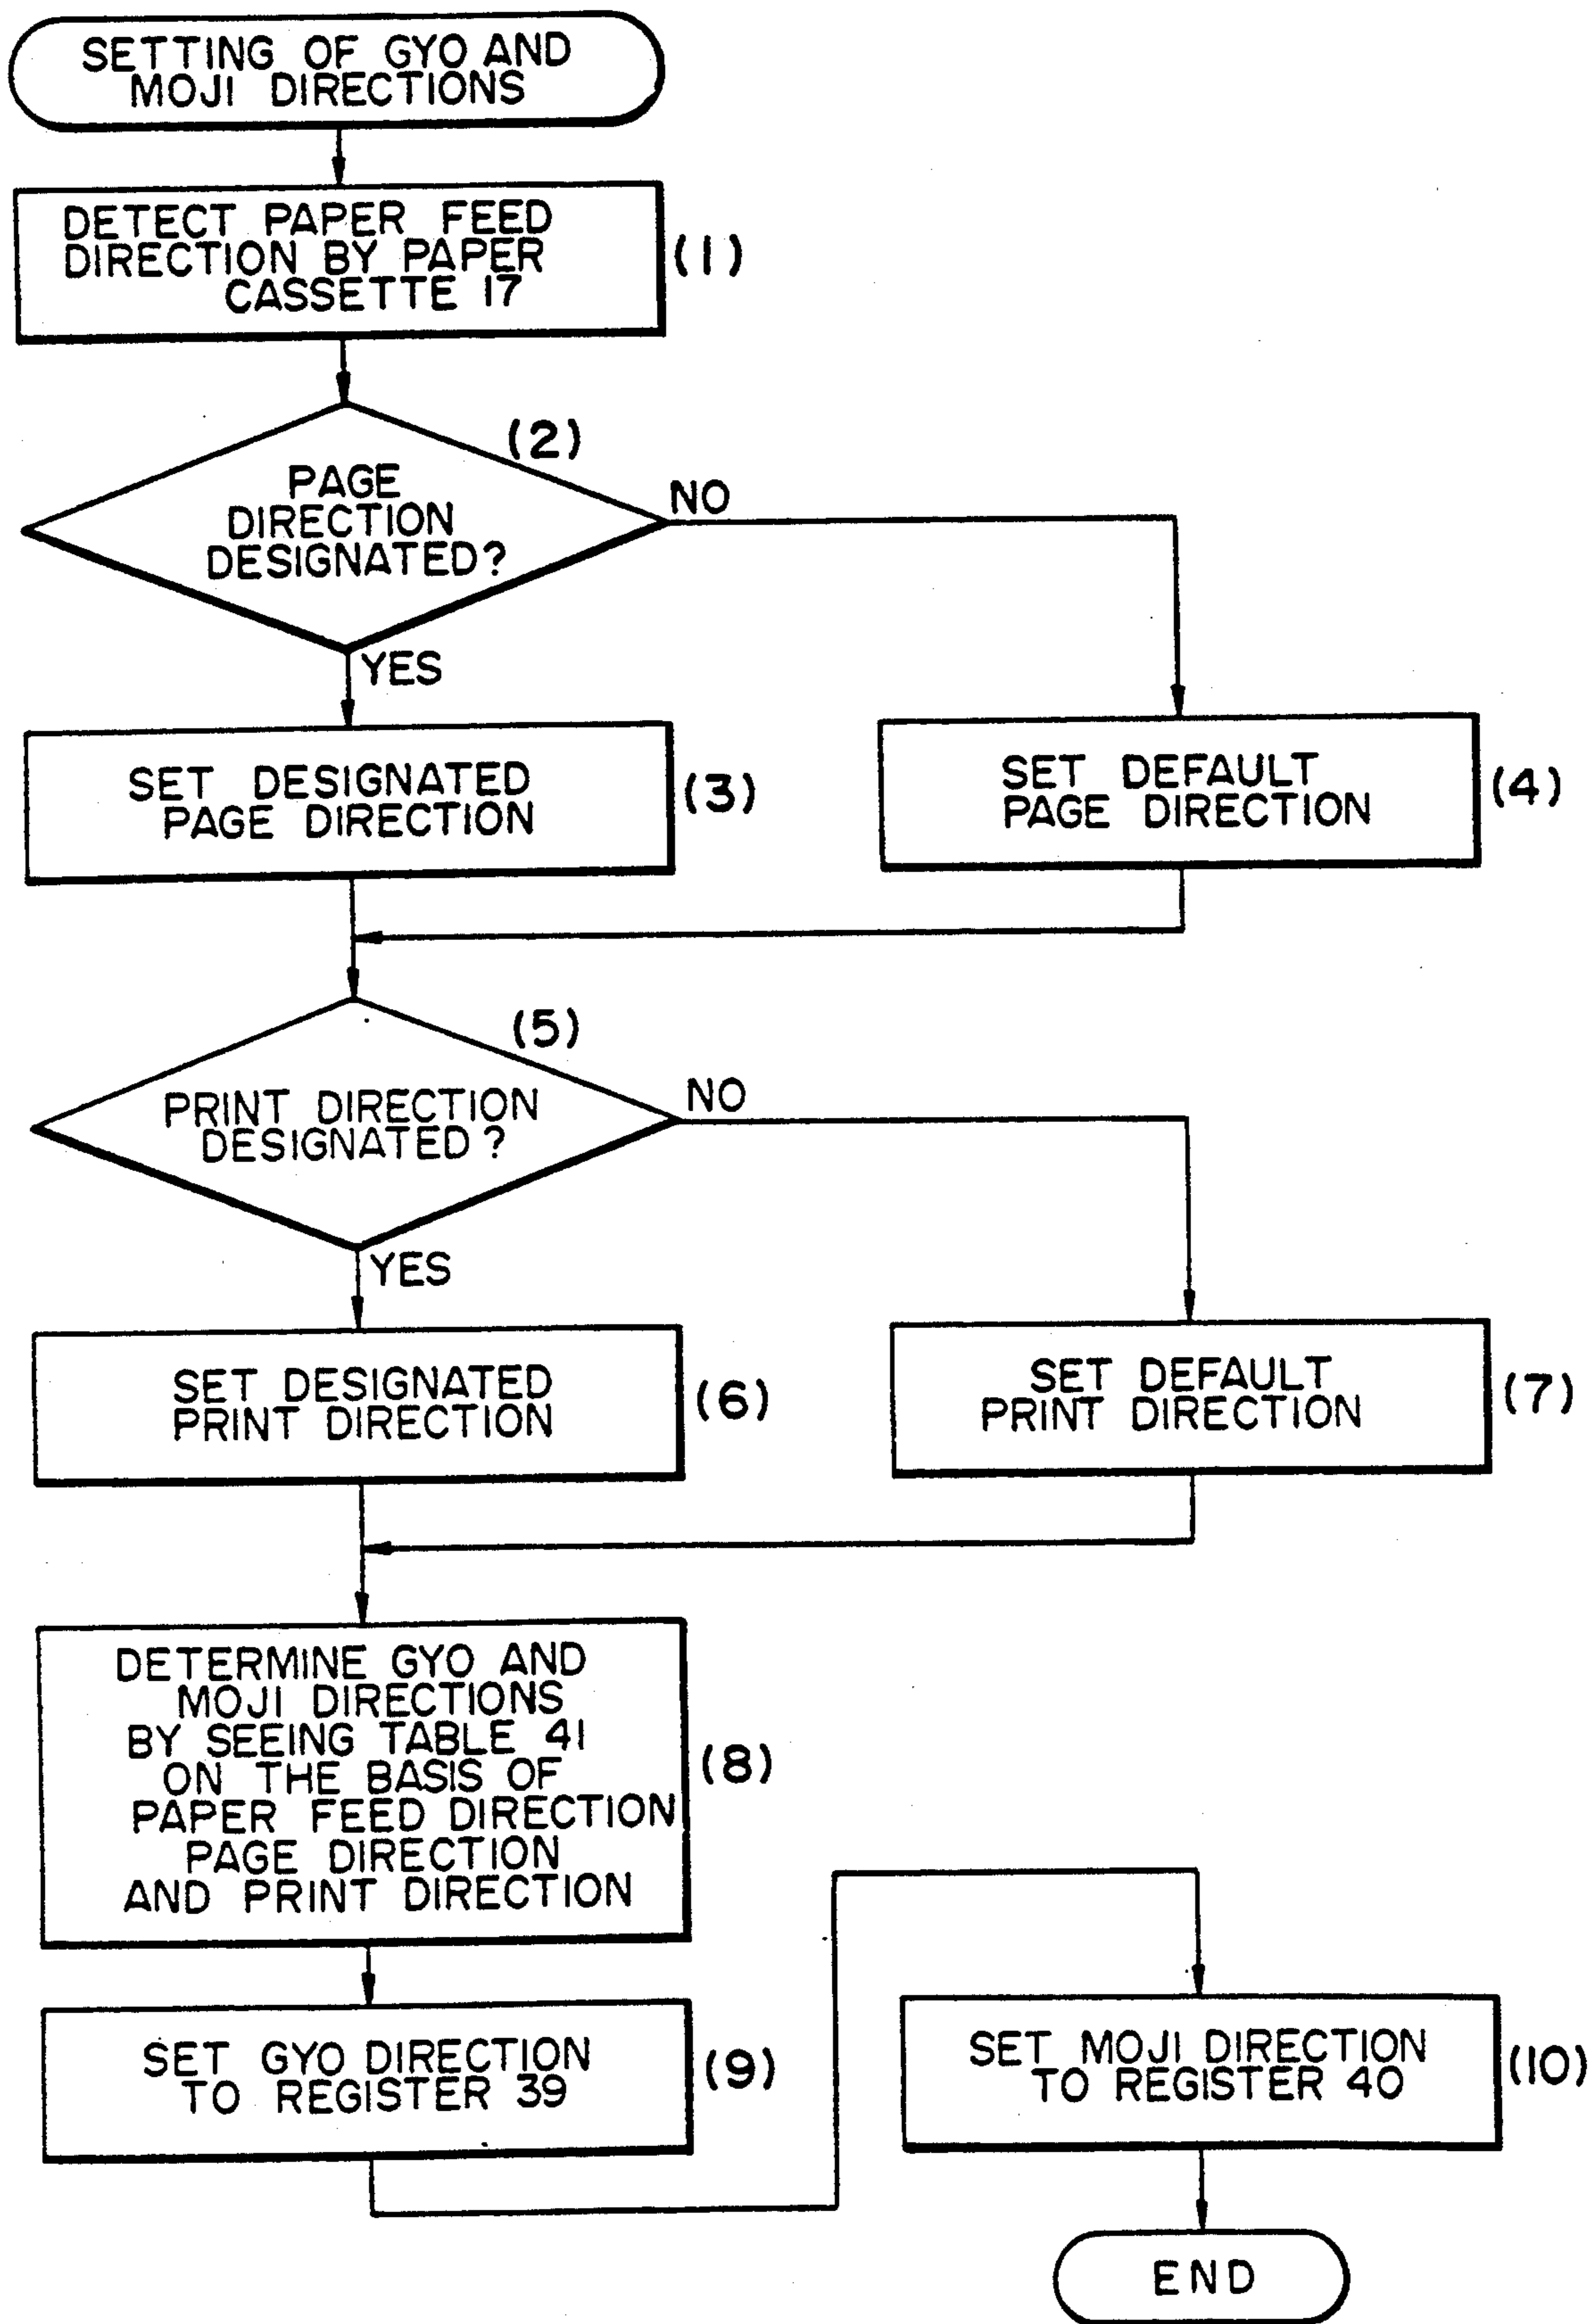 SETTING OF GYO AND
MOJI DIRECTIONS
DETECT PAPER FEED
DIRECTION BY PAPER
CASSETTE 17
(1)
(2)
PAGE
DIRECTION
DESIGNATED?
NO
YES
SET DESIGNATED
PAGE DIRECTION
(3)
SET DEFAULT
PAGE DIRECTION
(4)
(5)
PRINT DIRECTION
DESIGNATED?
NO
YES
SET DESIGNATED
PRINT DIRECTION
(6)
SET DEFAULT
PRINT DIRECTION
(7)
DETERMINE GYO AND
MOJI DIRECTIONS
BY SEEING TABLE 41
ON THE BASIS OF
PAPER FEED DIRECTION
PAGE DIRECTION
AND PRINT DIRECTION
(8)
SET GYO DIRECTION
TO REGISTER 39
(9)
SET MOJI DIRECTION
TO REGISTER 40
(10)
END